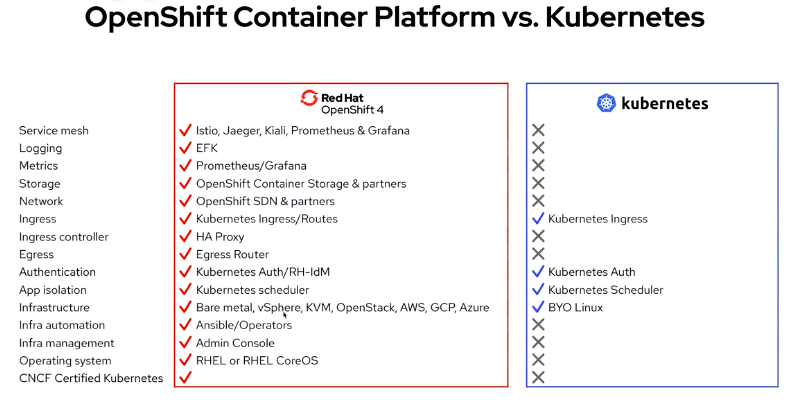 OpenShift Container Platform vs. Kubernetes
Red Hat
OpenShift 4
kubernetes
Service mesh Istio, Jaeger, Kiali, Prometheus & Grafana
Logging EFK
Metrics Prometheus/Grafana
Storage OpenShift Container Storage & partners
Network OpenShift SDN & partners
Ingress Kubernetes Ingress/Routes Kubernetes Ingress
Ingress controller HA Proxy
Egress Egress Router
Authentication Kubernetes Auth/RH-IdM Kubernetes Auth
App isolation Kubernetes scheduler Kubernetes Scheduler
Infrastructure Bare metal, vSphere, KVM, OpenStack, AWS, GCP, Azure BYO Linux
Infra automation Ansible/Operators
Infra management Admin Console
Operating system RHEL or RHEL CoreOS
CNCF Certified Kubernetes